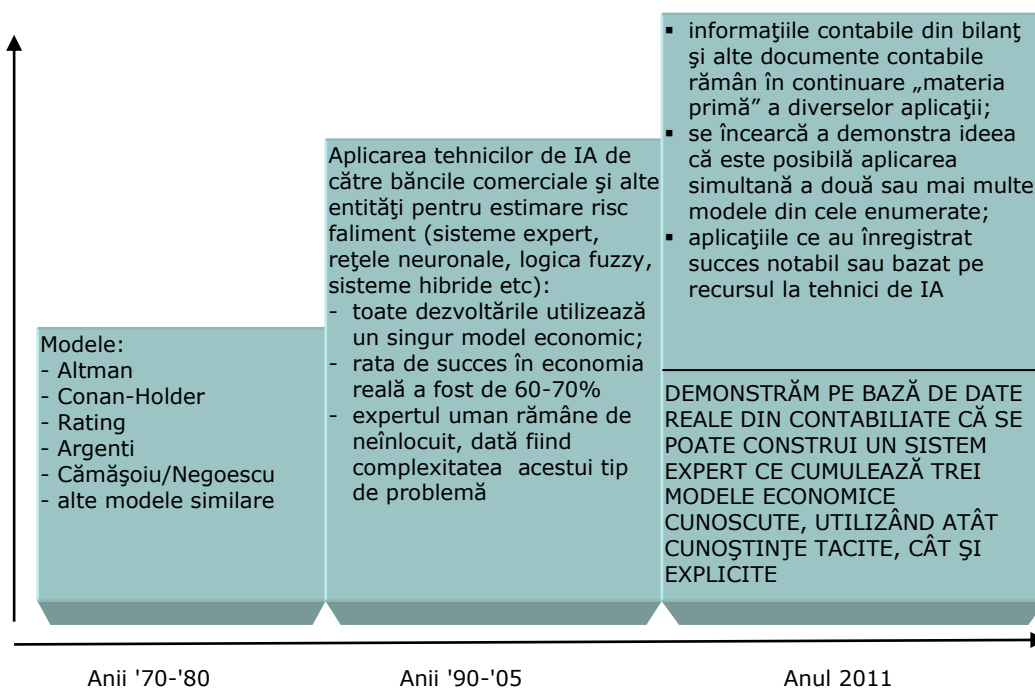 Modele:
- Altman
- Conan-Holder
- Rating
- Argenti
- Cămăşoiu/Negoescu
- alte modele similare
Aplicarea tehnicilor de IA de
către băncile comerciale şi alte
entităţi pentru estimare risc
faliment (sisteme expert,
reţele neuronale, logica fuzzy,
sisteme hibride etc):
- toate dezvoltările utilizează
un singur model economic;
- rata de succes în economia
reală a fost de 60-70%
- expertul uman rămâne de
neînlocuit, dată fiind
complexitatea acestui tip
de problemă
▪ informaţiile contabile din bilanţ
şi alte documente contabile
rămân în continuare „materia
primă” a diverselor aplicaţii;
▪ se încearcă a demonstra ideea
că este posibilă aplicarea
simultană a două sau mai multe
modele din cele enumerate;
▪ aplicaţiile ce au înregistrat
succes notabil sau bazat pe
recursul la tehnici de IA
DEMONSTRĂM PE BAZĂ DE DATE
REALE DIN CONTABILIATE CĂ SE
POATE CONSTRUI UN SISTEM
EXPERT CE CUMULEAZĂ TREI
MODELE ECONOMICE
CUNOSCUTE, UTILIZÂND ATÂT
CUNOŞTINŢE TACITE, CÂT ŞI
EXPLICITE
Anii '70-'80
Anii '90-'05
Anul 2011